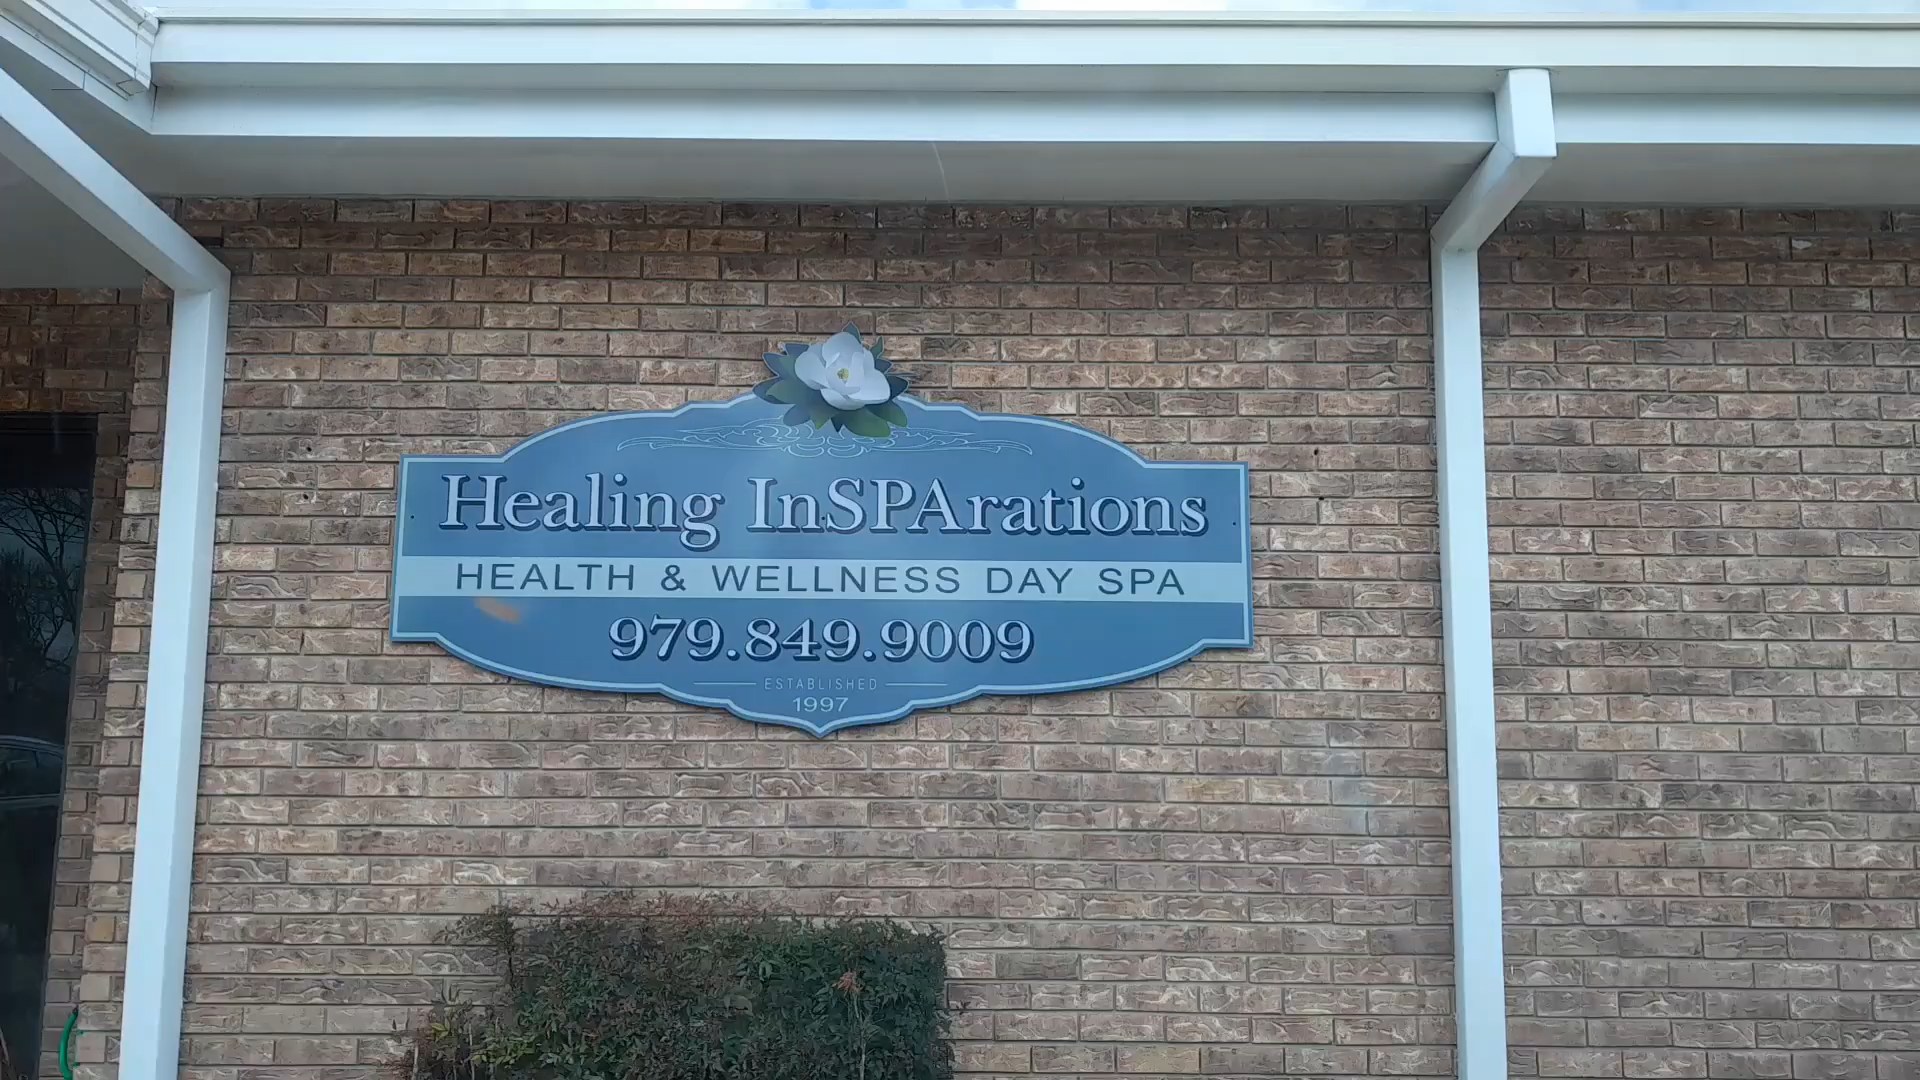 Healing InSPArations
HEALTH & WELLNESS DAY SPA
979.849.9009
ESTABLISHED
1997